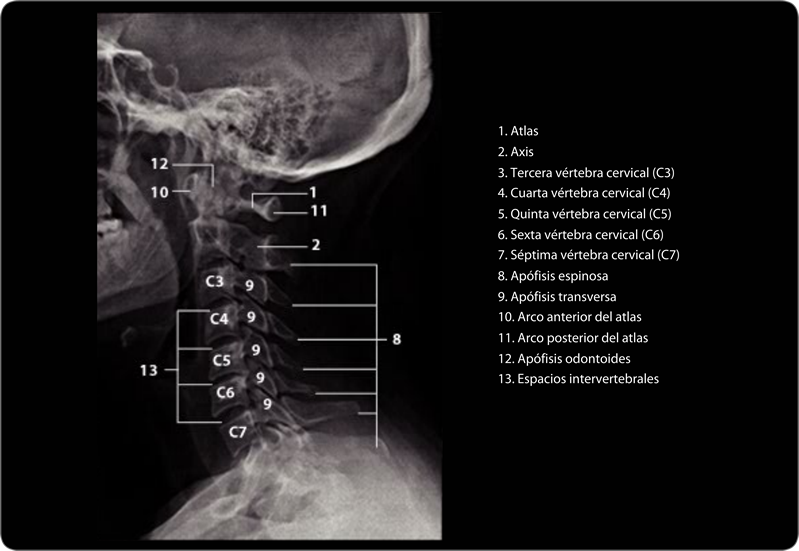 12
10
1
11
2
C3
9
C4
9
8
C5
9
13
9
C6
9
C7
1. Atlas
2. Axis
3. Tercera vértebra cervical (C3)
4. Cuarta vértebra cervical (C4)
5. Quinta vértebra cervical (C5)
6. Sexta vértebra cervical (C6)
7. Séptima vértebra cervical (C7)
8. Apófisis espinosa
9. Apófisis transversa
10. Arco anterior del atlas
11. Arco posterior del atlas
12. Apófisis odontoides
13. Espacios intervertebrales